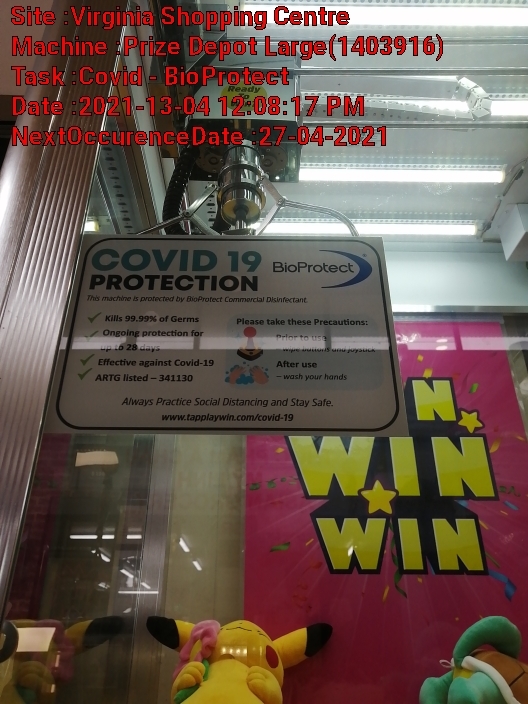 Site :Virginia Shopping Centre
Machine :Prize Depot Large(1403916)
Task :Covid - BioProtect
Date :2021-13-04 12:08:17 PM
NextOccurenceDate :27-04-2021
Ready
To
COVID 19
PROTECTION
BioProtect
This machine is protected by BioProtect Commercial Disinfectant.
Kills 99.99% of Germs
Ongoing protection for
up to 28 days
Effective against Covid-19
ARTG listed – 341130
Please take these Precautions:
Prior to use
– wipe buttons and joystick
After use
– wash your hands
Always Practice Social Distancing and Stay Safe.
www.tapplaywin.com/covid-19
WIN
WIN